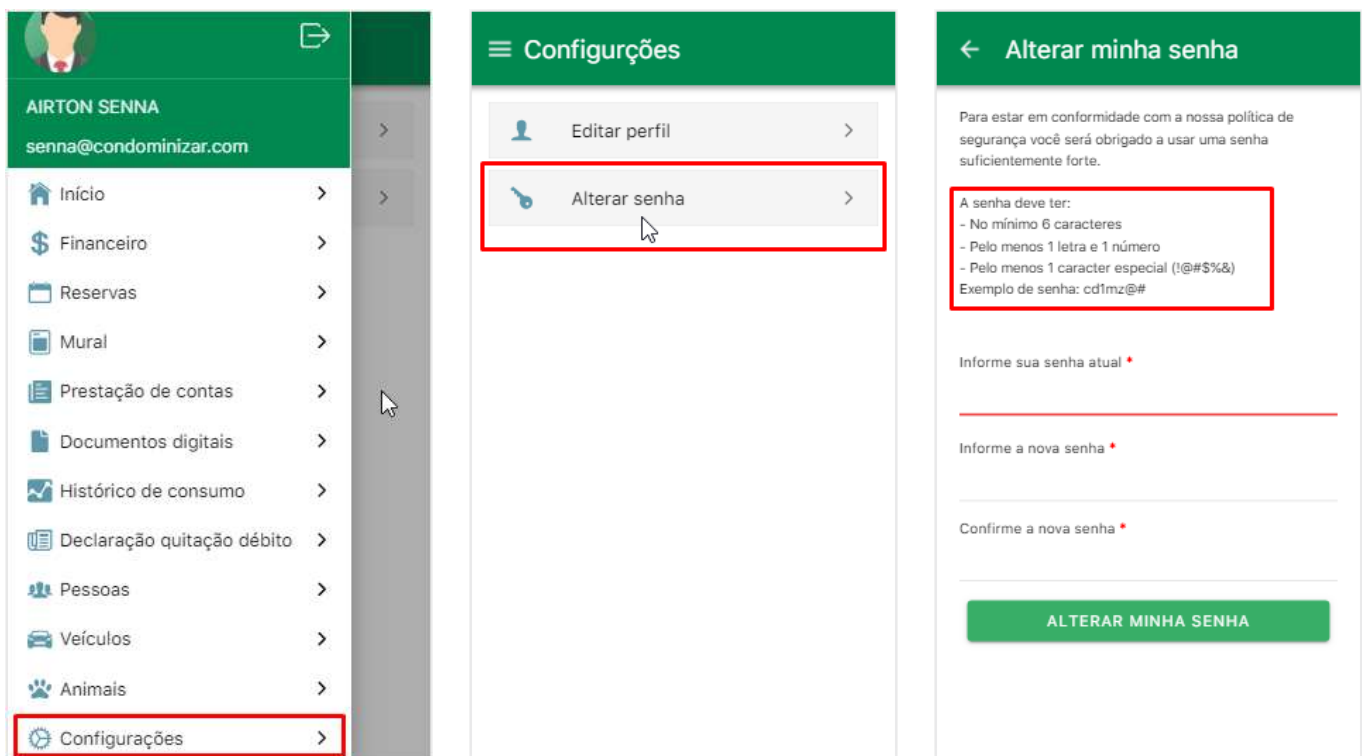 AIRTON SENNA
senna@condominizar.com
Início
Financeiro
Reservas
Mural
Prestação de contas
Documentos digitais
Histórico de consumo
Declaração quitação débito
Pessoas
Veículos
Animais
Configurações
Configurções
Editar perfil
Alterar senha
Alterar minha senha
Para estar em conformidade com a nossa política de
segurança você será obrigado a usar uma senha
suficientemente forte.
A senha deve ter:
- No mínimo 6 caracteres
- Pelo menos 1 letra e 1 número
- Pelo menos 1 caracter especial (!@#$%&)
Exemplo de senha: cd1mz@#
Informe sua senha atual *
Informe a nova senha *
Confirme a nova senha *
ALTERAR MINHA SENHA